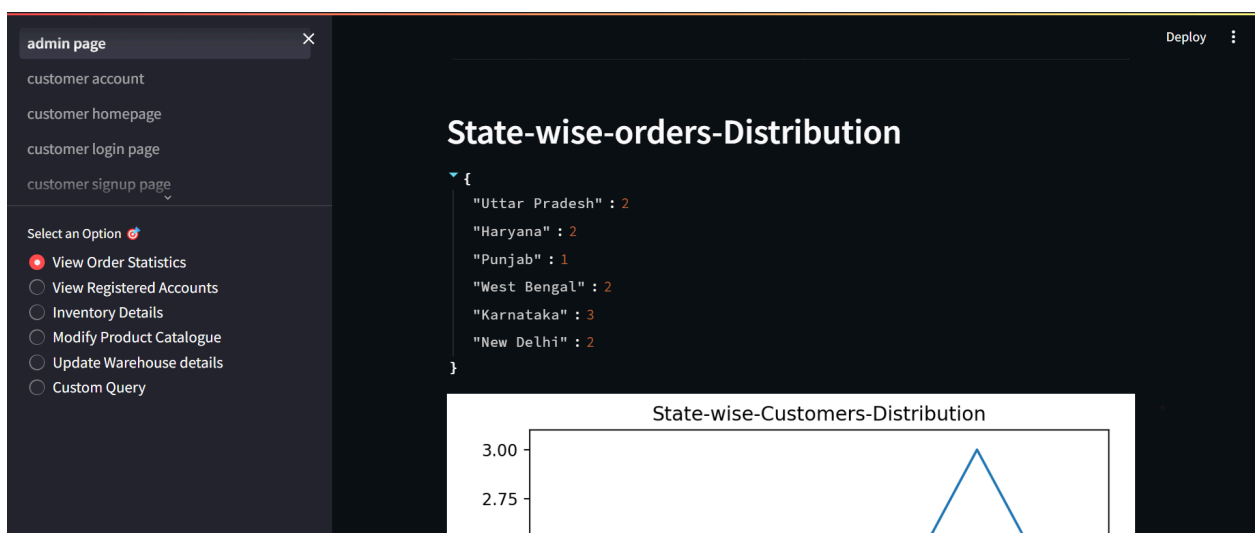 admin page
customer account
customer homepage
customer login page
customer signup page
Select an Option 🎯
View Order Statistics
View Registered Accounts
Inventory Details
Modify Product Catalogue
Update Warehouse details
Custom Query
Deploy
State-wise-orders-Distribution
{
"Uttar Pradesh" : 2
"Haryana" : 2
"Punjab" : 1
"West Bengal" : 2
"Karnataka" : 3
"New Delhi" : 2
}
State-wise-Customers-Distribution
3.00
2.75